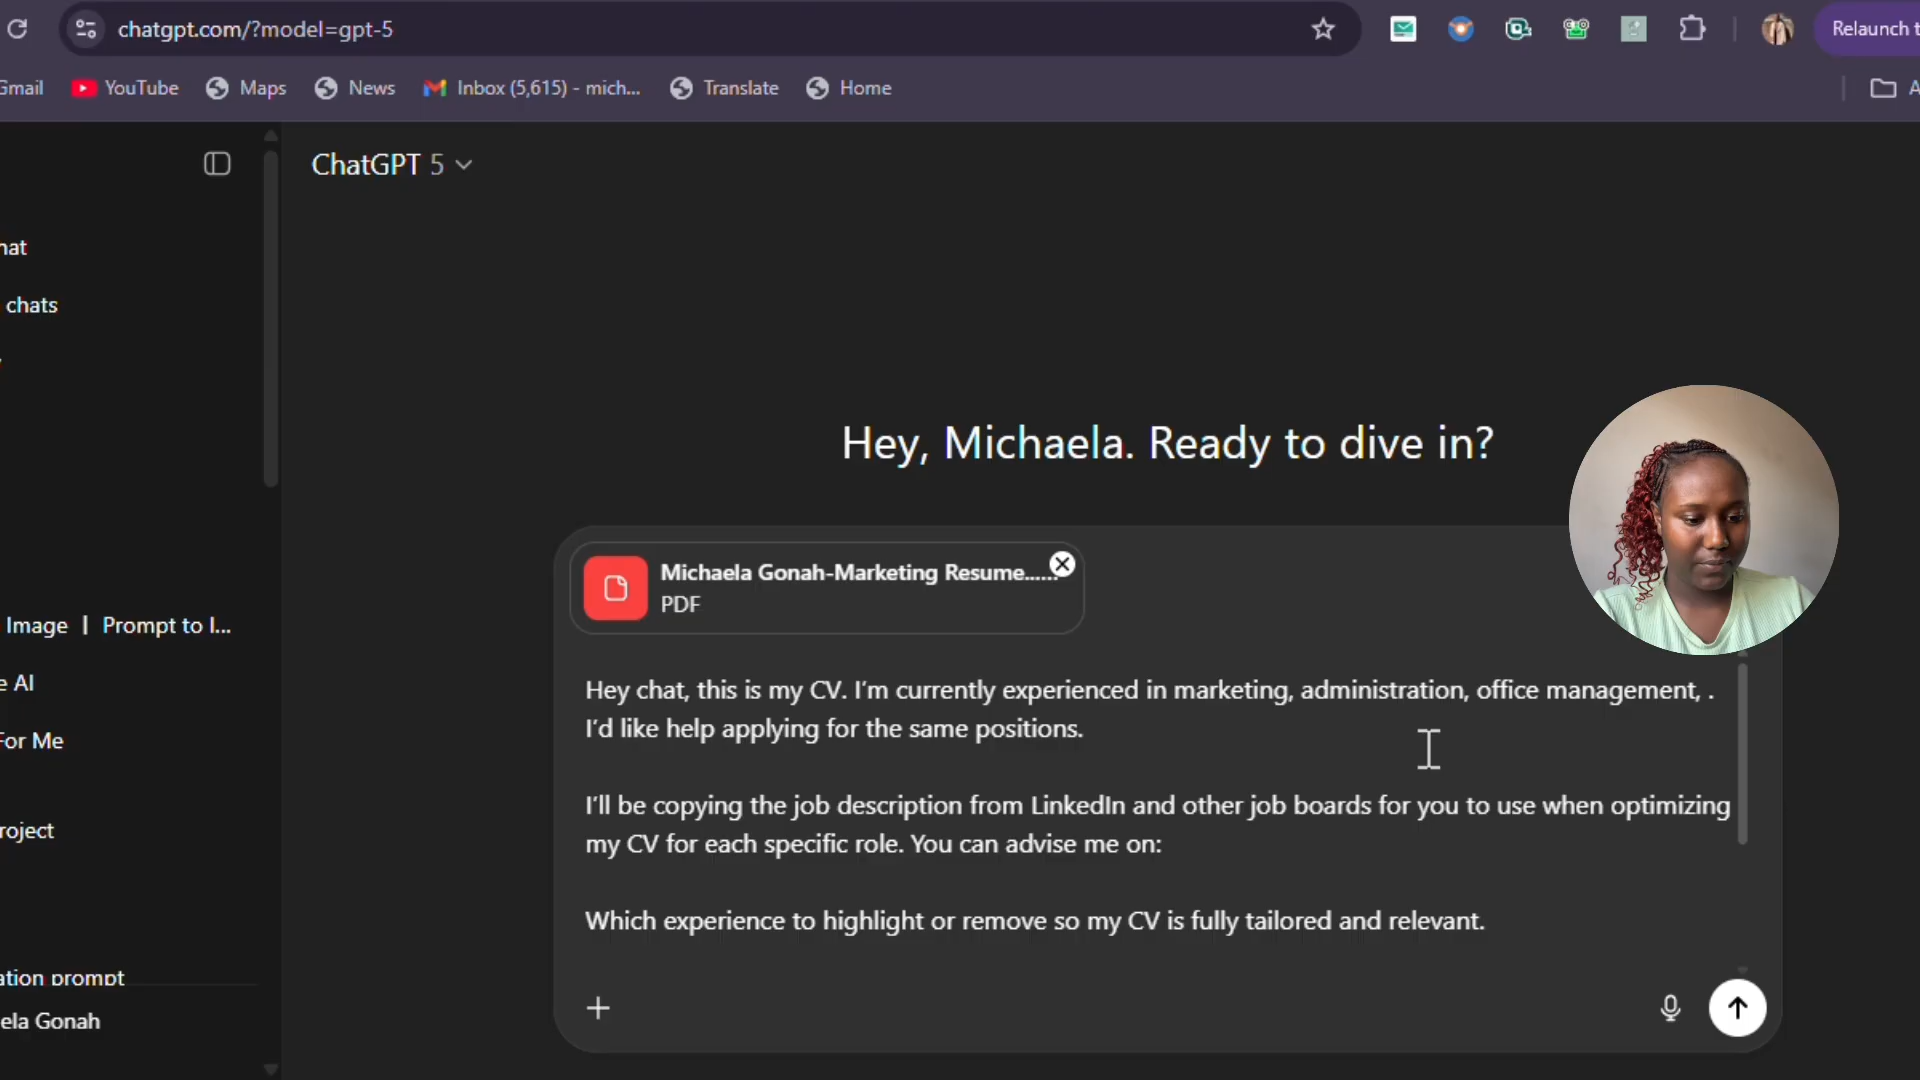 chatgpt.com/?model=gpt-5
Relaunch t
Gmail
YouTube
Maps
News
Inbox (5,615) - mich...
Translate
Home
A
ChatGPT 5
hat
chats
Image | Prompt to I...
e AI
For Me
roject
ation prompt
ela Gonah
Hey, Michaela. Ready to dive in?
Michaela Gonah-Marketing Resume......
PDF
Hey chat, this is my CV. I'm currently experienced in marketing, administration, office management, .
I'd like help applying for the same positions.
I'll be copying the job description from LinkedIn and other job boards for you to use when optimizing
my CV for each specific role. You can advise me on:
Which experience to highlight or remove so my CV is fully tailored and relevant.